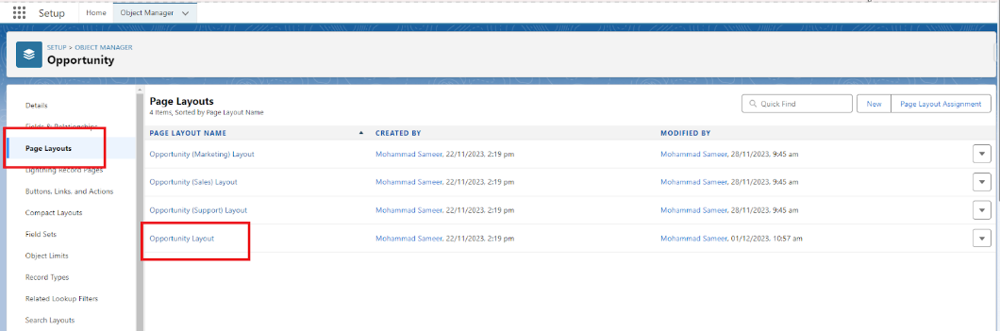 Setup Home Object Manager
SETUP > OBJECT MANAGER
Opportunity
Details
Fields & Relationships
Page Layouts
Lightning Record Pages
Buttons, Links, and Actions
Compact Layouts
Field Sets
Object Limits
Record Types
Related Lookup Filters
Search Layouts
Page Layouts
4 Items, Sorted by Page Layout Name
Quick Find New Page Layout Assignment
PAGE LAYOUT NAME CREATED BY MODIFIED BY
Opportunity (Marketing) Layout Mohammad Sameer, 22/11/2023, 2:19 pm Mohammad Sameer, 28/11/2023, 9:45 am
Opportunity (Sales) Layout Mohammad Sameer, 22/11/2023, 2:19 pm Mohammad Sameer, 28/11/2023, 9:45 am
Opportunity (Support) Layout Mohammad Sameer, 22/11/2023, 2:19 pm Mohammad Sameer, 28/11/2023, 9:45 am
Opportunity Layout Mohammad Sameer, 22/11/2023, 2:19 pm Mohammad Sameer, 01/12/2023, 10:57 am